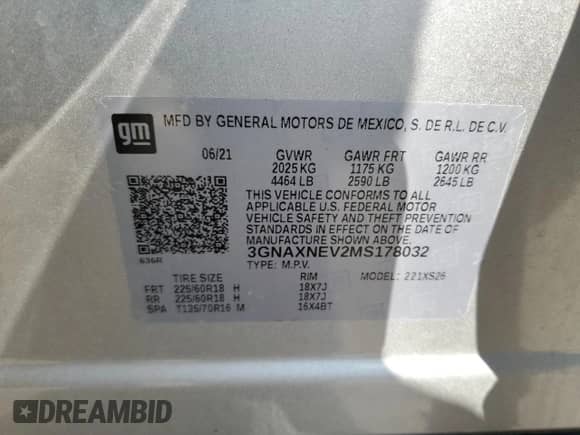 gm
MFD BY GENERAL MOTORS DE MEXICO, S. DE R.L. DE C.V.
06/21 GVWR GAWR FRT GAWR RR
2025 KG 1175 KG 1200 KG
4464 LB 2590 LB 2645 LB
THIS VEHICLE CONFORMS TO ALL
APPLICABLE U.S. FEDERAL MOTOR
VEHICLE SAFETY AND THEFT PREVENTION
STANDARDS IN EFFECT ON THE DATE OF
MANUFACTURE SHOWN ABOVE.
636R
3GNAXNEV2MS178032
TYPE: M.P.V. MODEL: 221XS26
TIRE SIZE RIM
FRT 225/60R18 H 18X7J
RR 225/60R18 H 18X7J
SPA T135/70R16 M 16X4BT
DREAMBID